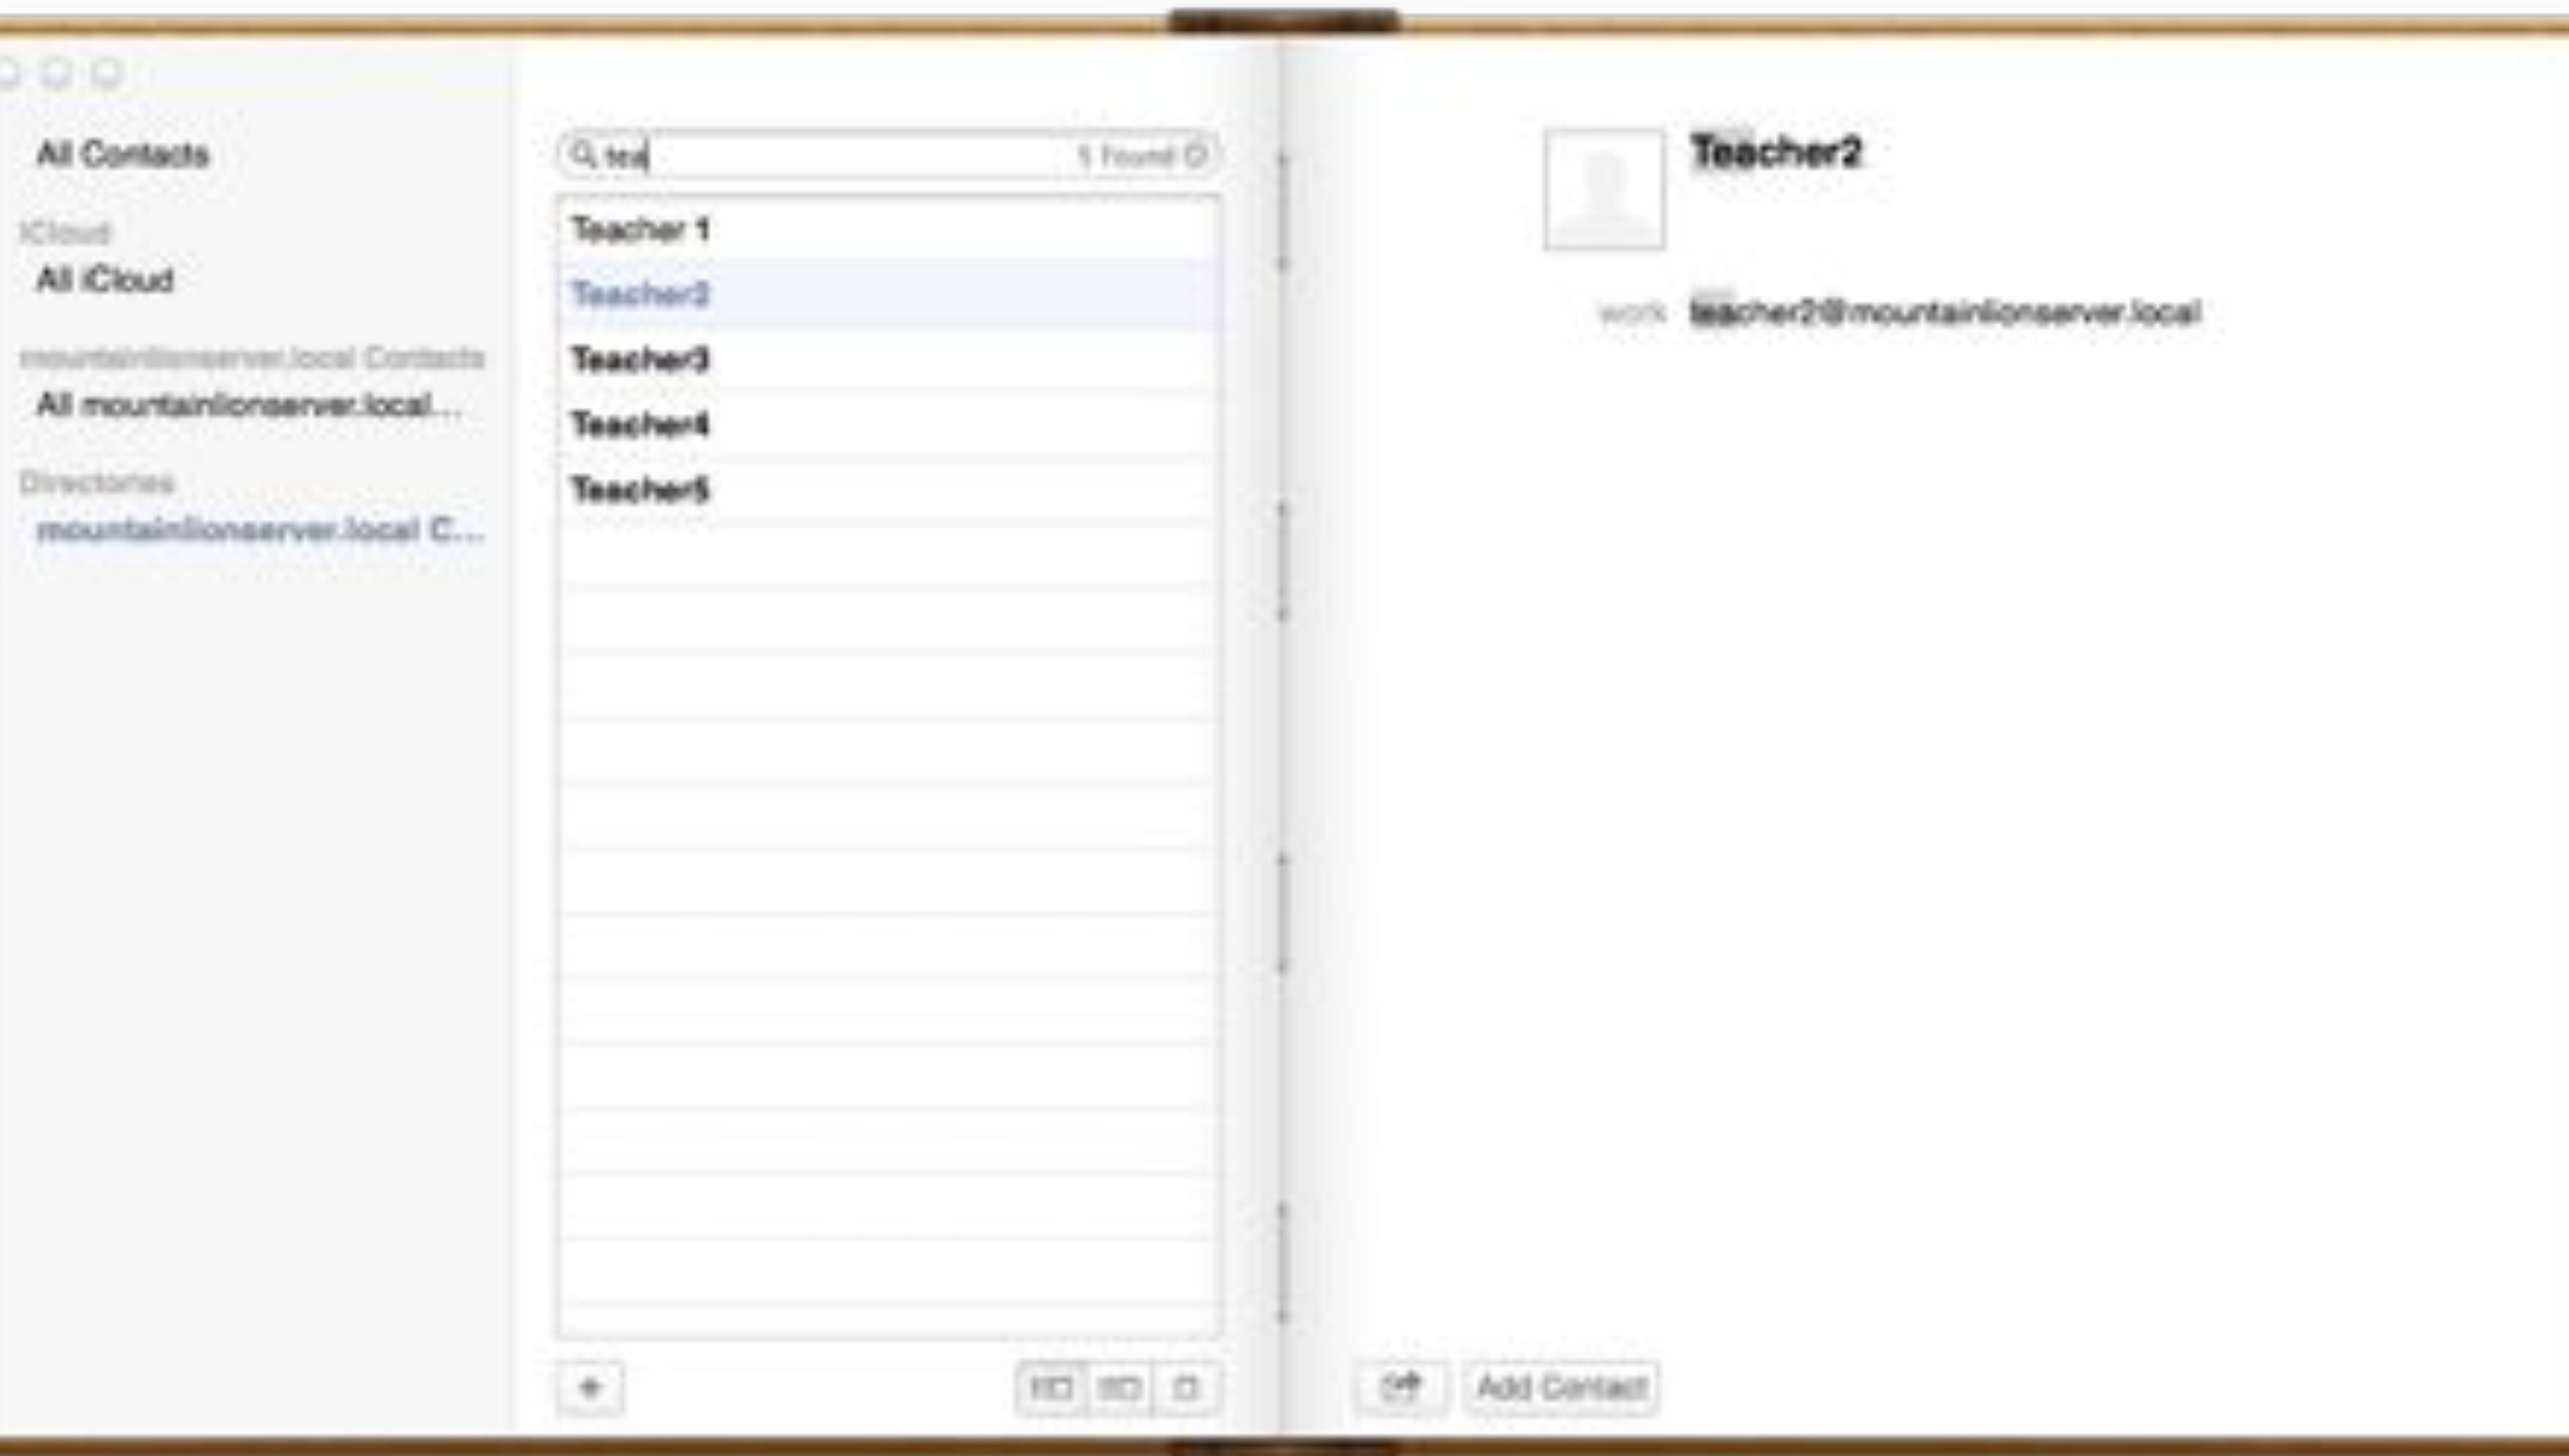 All Contacts
iCloud
All iCloud
mountainlionserver.local Contacts
All mountainlionserver.local...
Directories
mountainlionserver.local C...
tea
5 Found
Teacher 1
Teacher2
Teacher3
Teacher4
Teacher5
Teacher2
work teacher2@mountainlionserver.local
Add Contact